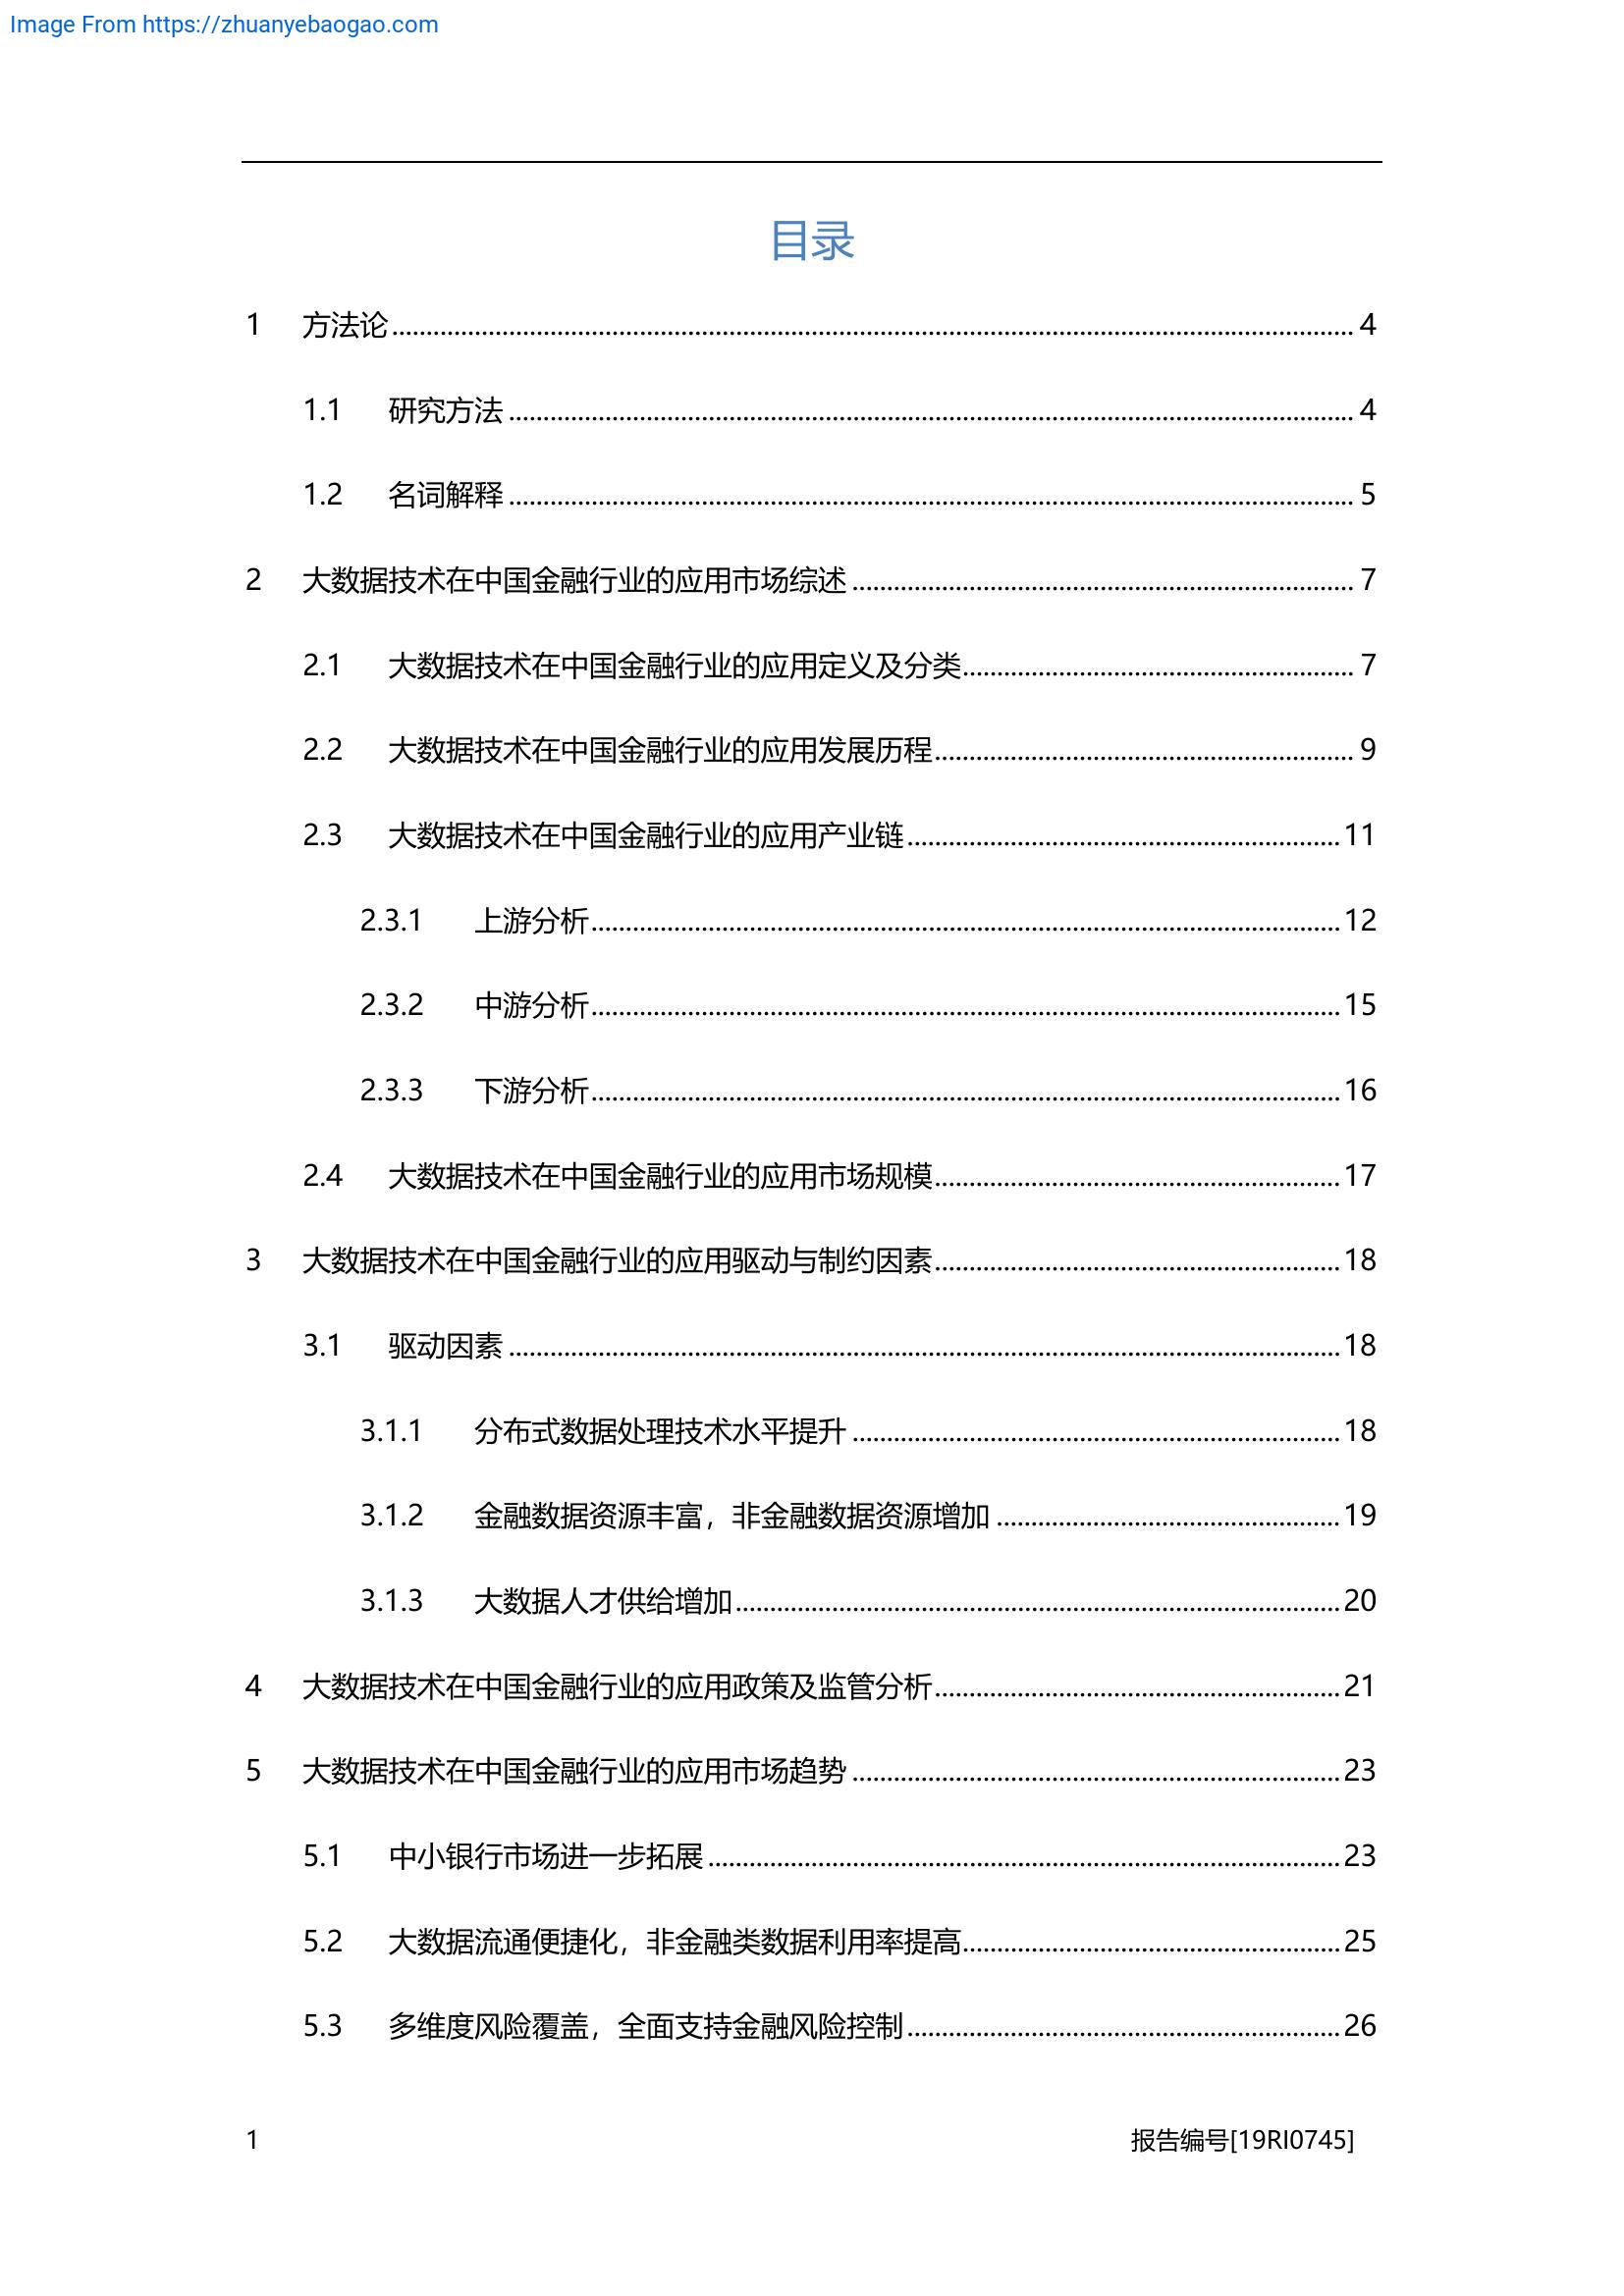 Image From https://zhuanyebaogao.com
目录
1 方法论 4
1.1 研究方法 4
1.2 名词解释 5
2 大数据技术在中国金融行业的应用市场综述 7
2.1 大数据技术在中国金融行业的应用定义及分类 7
2.2 大数据技术在中国金融行业的应用发展历程 9
2.3 大数据技术在中国金融行业的应用产业链 11
2.3.1 上游分析 12
2.3.2 中游分析 15
2.3.3 下游分析 16
2.4 大数据技术在中国金融行业的应用市场规模 17
3 大数据技术在中国金融行业的应用驱动与制约因素 18
3.1 驱动因素 18
3.1.1 分布式数据处理技术水平提升 18
3.1.2 金融数据资源丰富，非金融数据资源增加 19
3.1.3 大数据人才供给增加 20
4 大数据技术在中国金融行业的应用政策及监管分析 21
5 大数据技术在中国金融行业的应用市场趋势 23
5.1 中小银行市场进一步拓展 23
5.2 大数据流通便捷化，非金融类数据利用率提高 25
5.3 多维度风险覆盖，全面支持金融风险控制 26
1 报告编号[19RI0745]